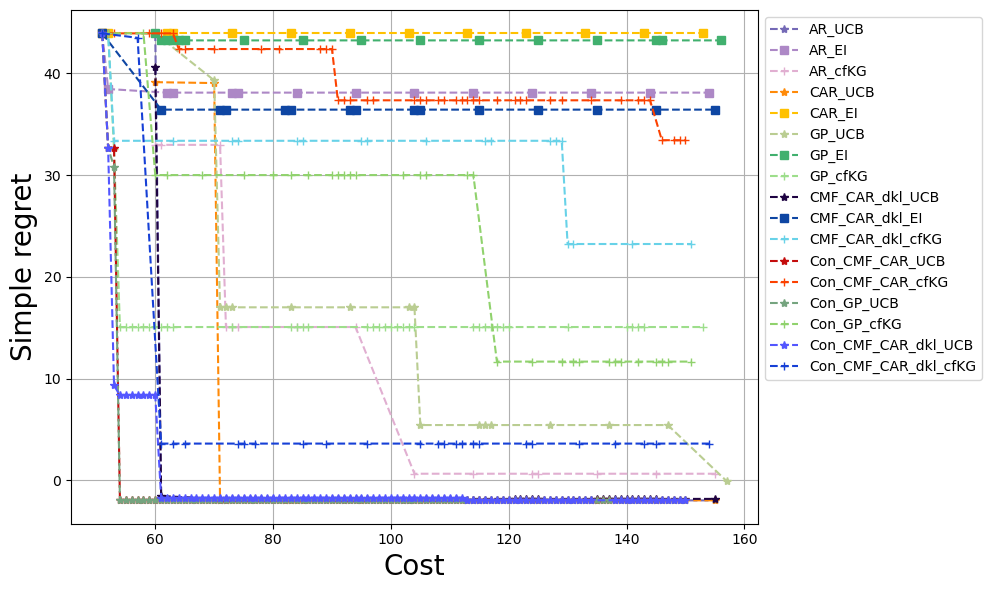 Simple regret
40
30
20
10
0
60
80
100
120
140
160
Cost
AR_UCB
AR_EI
AR_cfKG
CAR_UCB
CAR_EI
GP_UCB
GP_EI
GP_cfKG
CMF_CAR_dkl_UCB
CMF_CAR_dkl_EI
CMF_CAR_dkl_cfKG
Con_CMF_CAR_UCB
Con_CMF_CAR_cfKG
Con_GP_UCB
Con_GP_cfKG
Con_CMF_CAR_dkl_UCB
Con_CMF_CAR_dkl_cfKG